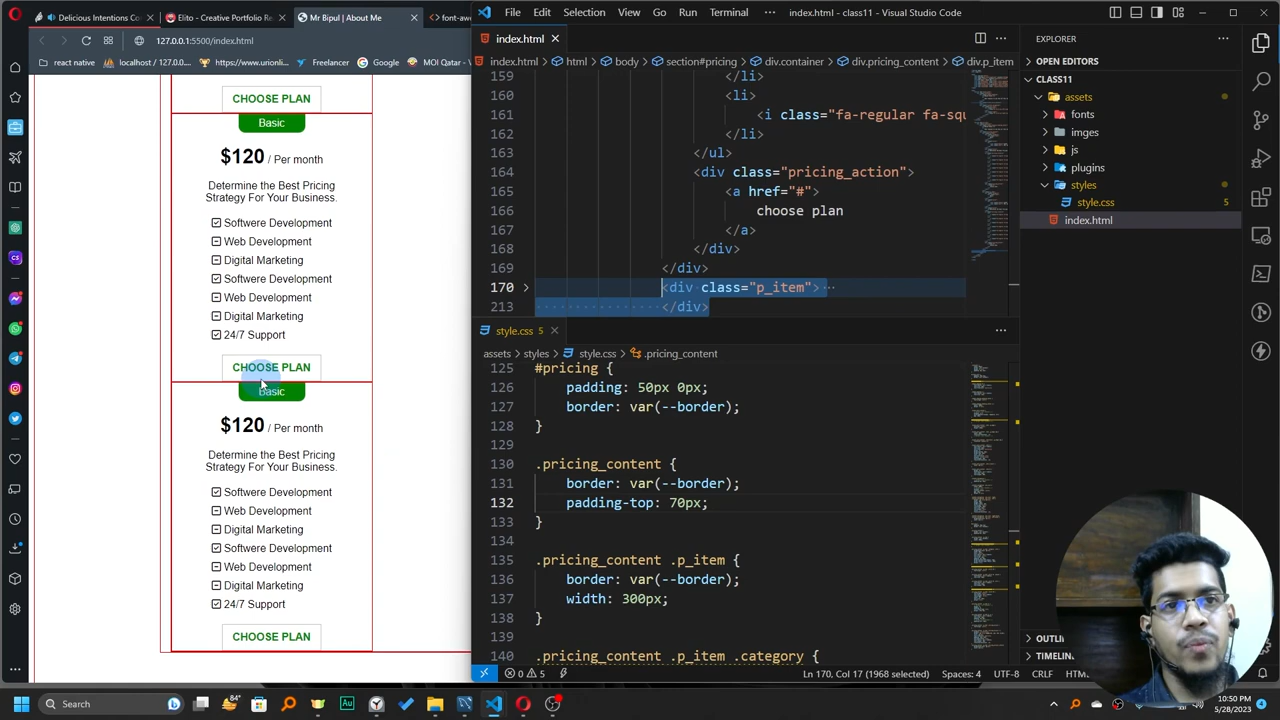 Delicious Intentions Co
Elito - Creative Portfolio Re
Mr Bipul | About Me
font-aw
127.0.0.1:5500/index.html
react native
localhost / 127.0.0....
https://www.urionli...
Freelancer
Google
MOI Qatar -
CHOOSE PLAN
Basic
$120 / Per month
Determine the Best Pricing
Strategy For Your Business.
Softwere Development
Web Development
Digital Marketing
Softwere Development
Web Development
Digital Marketing
24/7 Support
CHOOSE PLAN
Basic
$120 / Per month
Determine the Best Pricing
Strategy For Your Business.
Softwere Development
Web Development
Digital Marketing
Softwere Development
Web Development
Digital Marketing
24/7 Support
CHOOSE PLAN
File Edit Selection View Go Run ···
index.html - class11 - Visual Studio Code
index.html
index.html > html > body > section#pricing > div.container > div.pricing_content > div.p_item
159 </li>
160 <li>
161 <i class="fa-regular fa-squ
162 </li>
163
164 <div class="pricing_action">
165 href="#">
166 choose plan
167 </a>
168 </div>
169 </div>
170 <div class="p_item"> ··
213 </div>
style.css 5
assets > styles > style.css > .pricing_content
125 #pricing {
126 padding: 50px 0px;
127 border: var(--border);
128 }
129
130 .pricing_content {
131 border: var(--border);
132 padding-top: 70px;
133 }
134
135 .pricing_content .p_item {
136 border: var(--border);
137 width: 300px;
138 }
139
140 .pricing_content .p_item .category {
EXPLORER
OPEN EDITORS
CLASS11
assets
fonts
imges
js
plugins
styles
style.css 5
index.html
OUTLI
TIMELIN
0 5
Ln 170, Col 17 (1968 selected)
Spaces: 4
UTF-8
CRLF
HTM
84°
Search
10:50 PM
5/28/2023